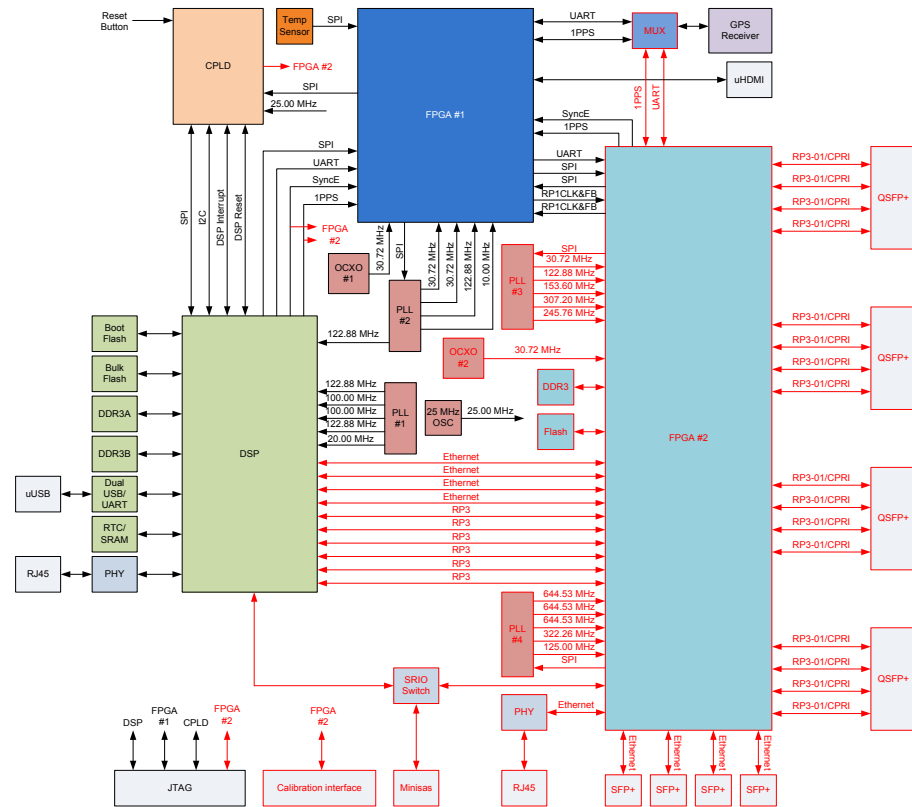 Reset
Button
CPLD
FPGA #2
SPI
25.00 MHz
Temp
Sensor
SPI
FPGA #1
UART
1PPS
MUX
GPS
Receiver
uHDMI
1PPS
UART
SyncE
1PPS
SPI
UART
SyncE
1PPS
FPGA
#2
UART
SPI
SPI
RP1CLK&FB
RP1CLK&FB
SPI
I2C
DSP Interrupt
DSP Reset
OCXO
#1
30.72 MHz
SPI
30.72 MHz
30.72 MHz
122.88 MHz
10.00 MHz
PLL
#2
122.88 MHz
PLL
#3
SPI
30.72 MHz
122.88 MHz
153.60 MHz
307.20 MHz
245.76 MHz
OCXO
#2
30.72 MHz
DDR3
Flash
FPGA #2
Boot
Flash
Bulk
Flash
DDR3A
DDR3B
uUSB
Dual
USB/
UART
RTC/
SRAM
RJ45
PHY
DSP
122.88 MHz
100.00 MHz
100.00 MHz
122.88 MHz
20.00 MHz
PLL
#1
25 MHz
OSC
25.00 MHz
Ethernet
Ethernet
Ethernet
Ethernet
RP3
RP3
RP3
RP3
RP3
RP3
PLL
#4
644.53 MHz
644.53 MHz
644.53 MHz
322.26 MHz
125.00 MHz
SPI
SRIO
Switch
PHY
Ethernet
RP3-01/CPRI
RP3-01/CPRI
RP3-01/CPRI
RP3-01/CPRI
QSFP+
RP3-01/CPRI
RP3-01/CPRI
RP3-01/CPRI
RP3-01/CPRI
QSFP+
RP3-01/CPRI
RP3-01/CPRI
RP3-01/CPRI
RP3-01/CPRI
QSFP+
RP3-01/CPRI
RP3-01/CPRI
RP3-01/CPRI
RP3-01/CPRI
QSFP+
DSP
FPGA
#1
CPLD
FPGA
#2
JTAG
FPGA
#2
Calibration interface
Minisas
RJ45
Ethernet
Ethernet
Ethernet
Ethernet
SFP+
SFP+
SFP+
SFP+